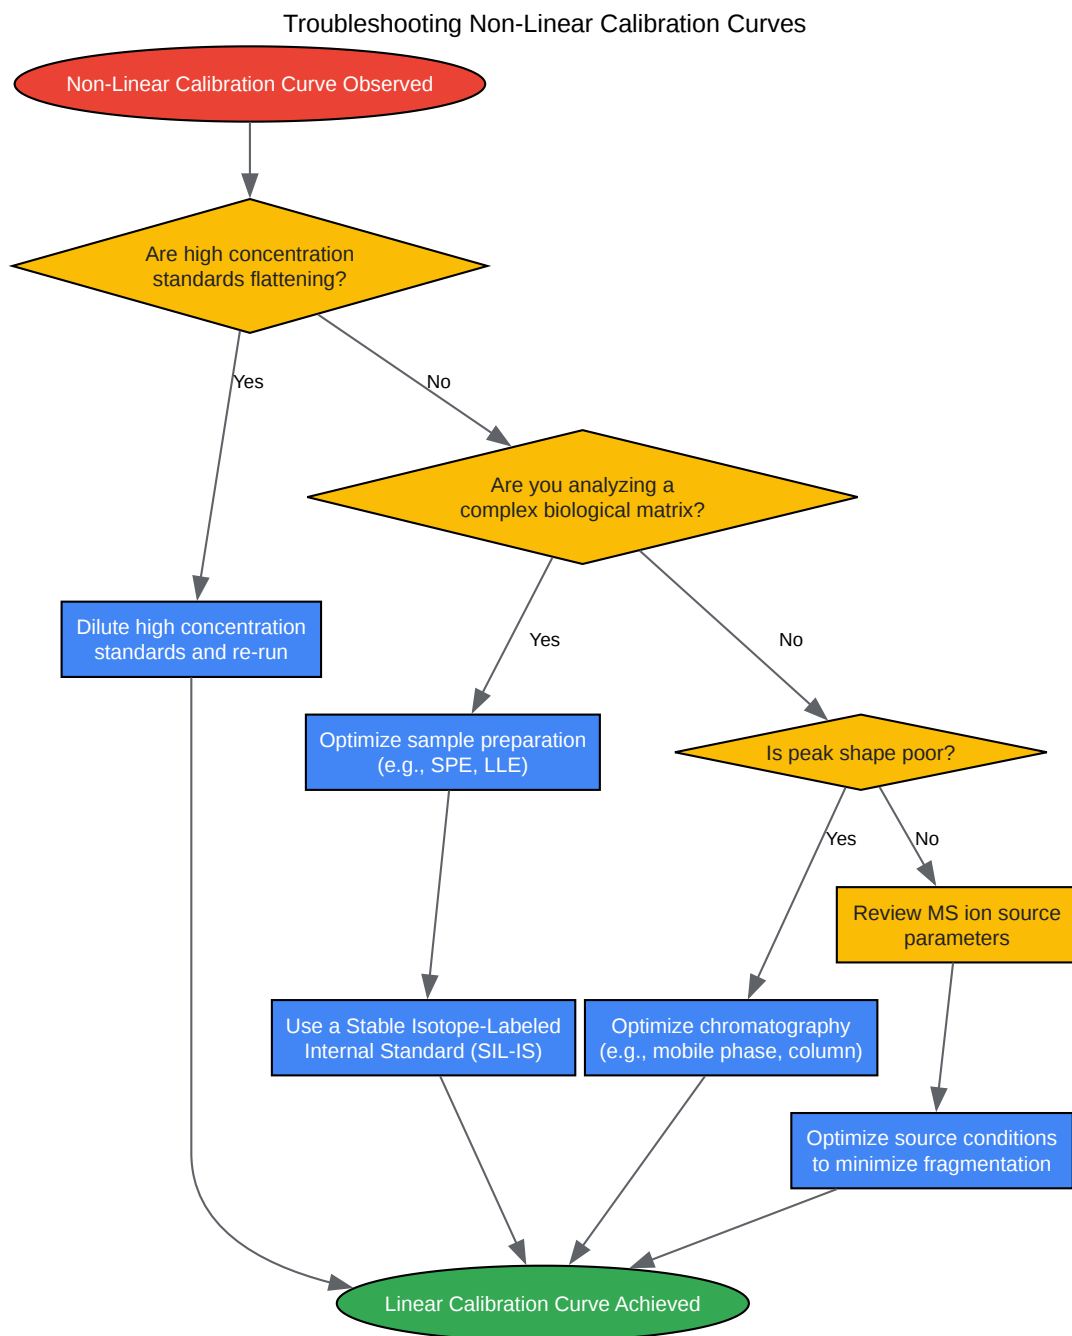 Troubleshooting Non-Linear Calibration Curves
Non-Linear Calibration Curve Observed
Are high concentration
standards flattening?
Yes
No
Are you analyzing a
complex biological matrix?
Dilute high concentration
standards and re-run
Yes
No
Optimize sample preparation
(e.g., SPE, LLE)
Is peak shape poor?
Yes
No
Review MS ion source
parameters
Use a Stable Isotope-Labeled
Internal Standard (SIL-IS)
Optimize chromatography
(e.g., mobile phase, column)
Optimize source conditions
to minimize fragmentation
Linear Calibration Curve Achieved